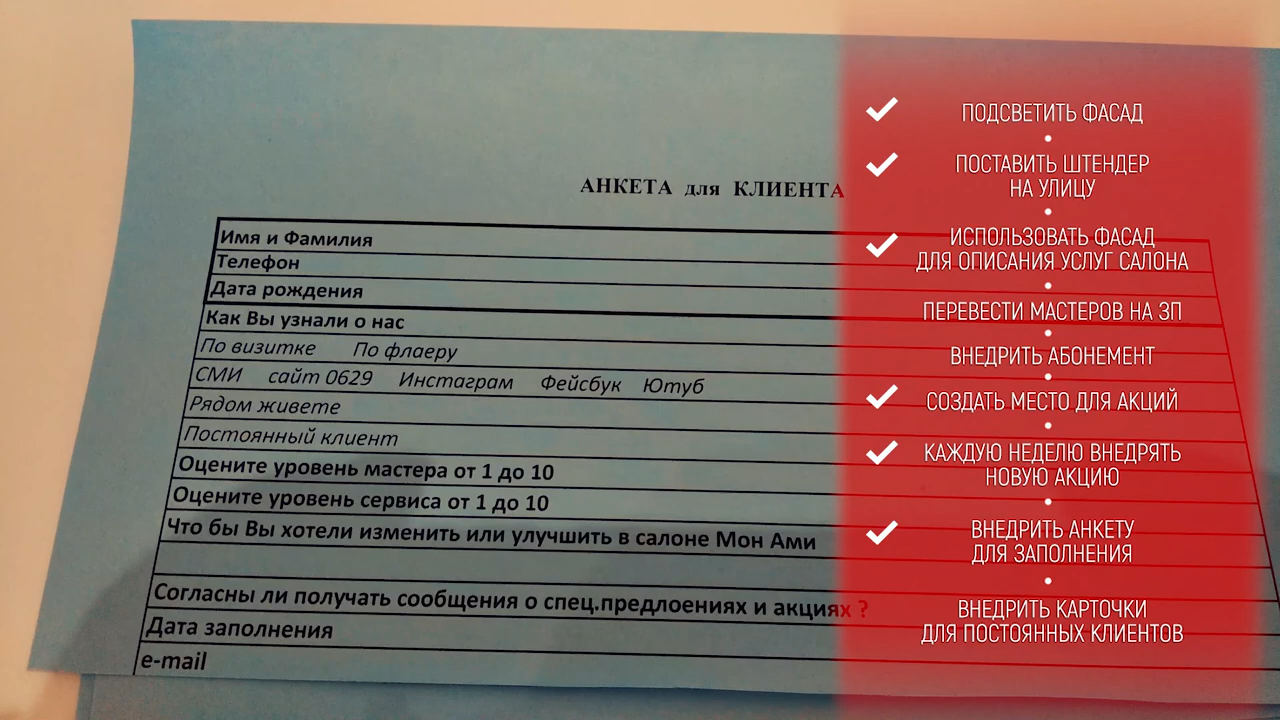 АНКЕТА для КЛИЕНТА
Имя и Фамилия
Телефон
Дата рождения
Как Вы узнали о нас
По визитке По флаеру
СМИ сайт 0629 Инстаграм Фейсбук Ютуб
Рядом живете
Постоянный клиент
Оцените уровень мастера от 1 до 10
Оцените уровень сервиса от 1 до 10
Что бы Вы хотели изменить или улучшить в салоне Мон Ами
Согласны ли получать сообщения о спец.предлоениях и акциях ?
Дата заполнения
e-mail
ПОДСВЕТИТЬ ФАСАД
ПОСТАВИТЬ ШТЕНДЕР
НА УЛИЦУ
ИСПОЛЬЗОВАТЬ ФАСАД
ДЛЯ ОПИСАНИЯ УСЛУГ САЛОНА
ПЕРЕВЕСТИ МАСТЕРОВ НА ЗП
ВНЕДРИТЬ АБОНЕМЕНТ
СОЗДАТЬ МЕСТО ДЛЯ АКЦИЙ
КАЖДУЮ НЕДЕЛЮ ВНЕДРЯТЬ
НОВУЮ АКЦИЮ
ВНЕДРИТЬ АНКЕТУ
ДЛЯ ЗАПОЛНЕНИЯ
ВНЕДРИТЬ КАРТОЧКИ
ДЛЯ ПОСТОЯННЫХ КЛИЕНТОВ